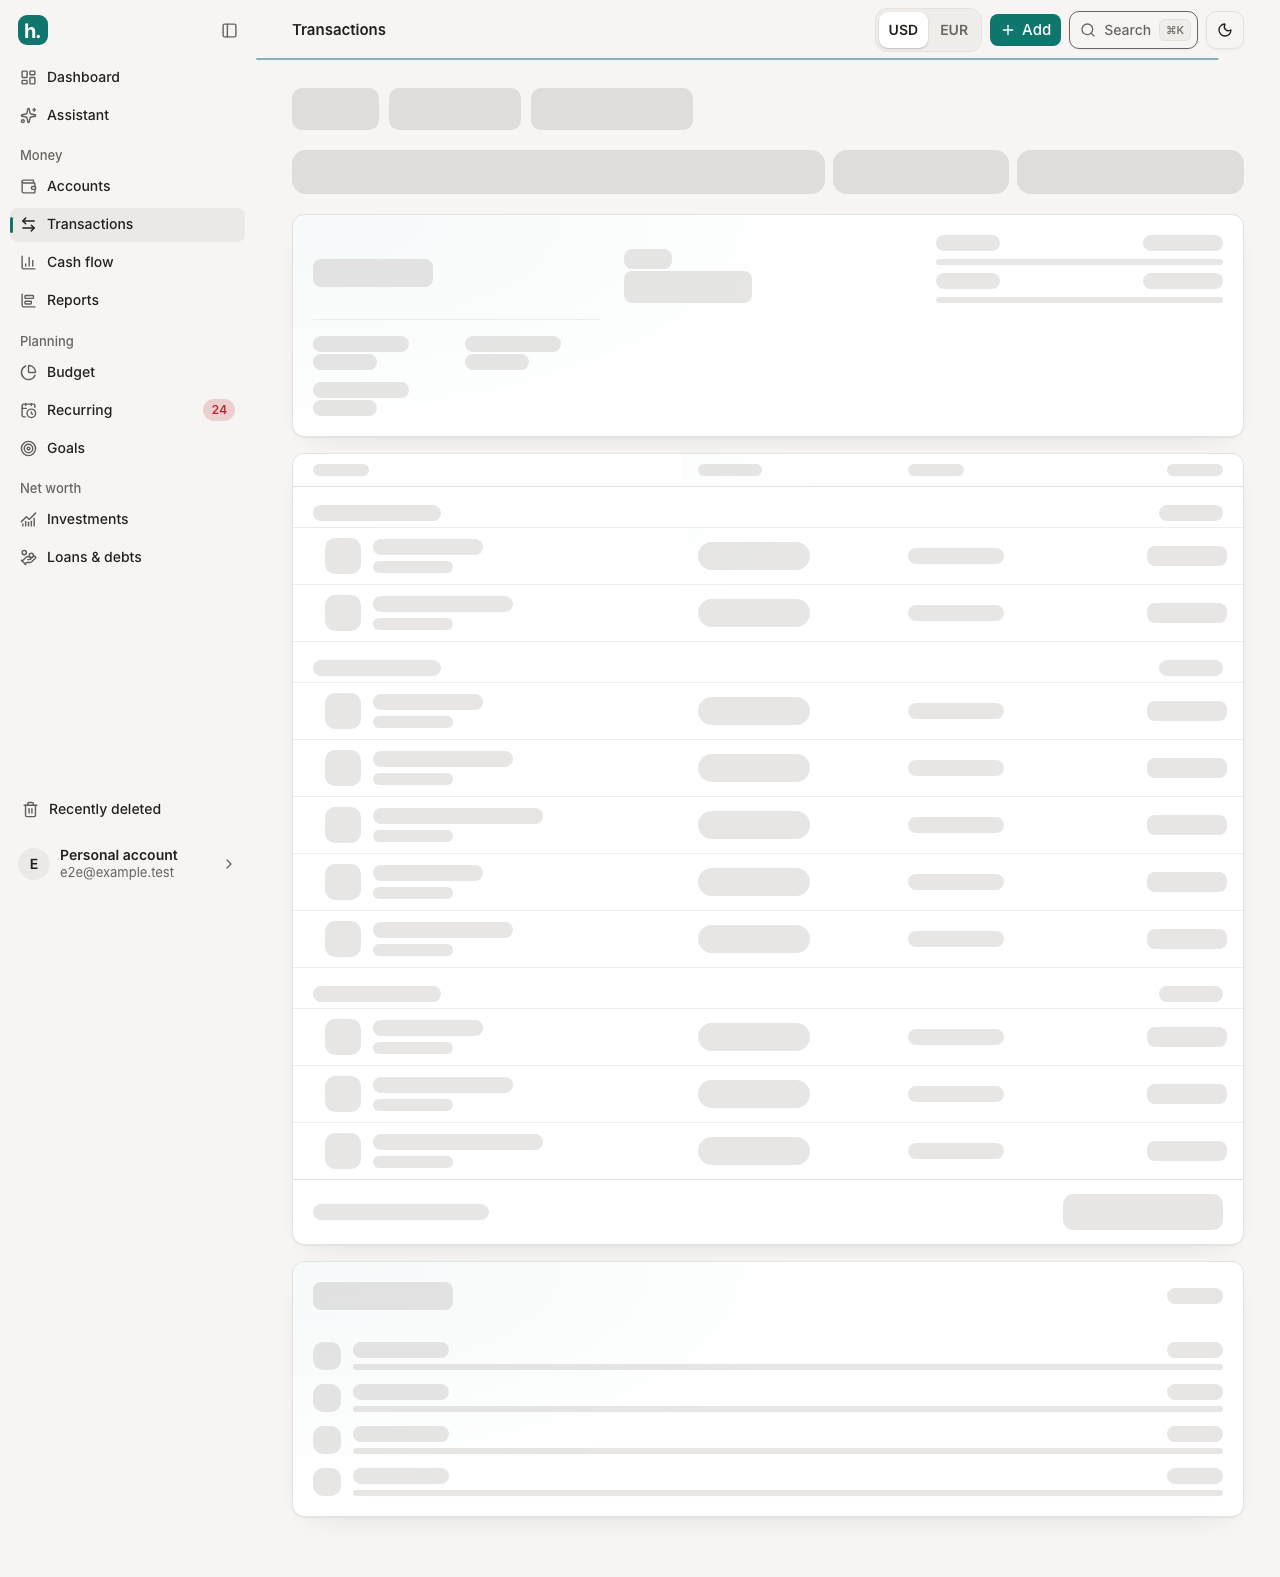 h.
Transactions
USD
EUR
Add
Search
⌘K
Dashboard
Assistant
Money
Accounts
Transactions
Cash flow
Reports
Planning
Budget
Recurring
24
Goals
Net worth
Investments
Loans & debts
Recently deleted
E
Personal account
e2e@example.test